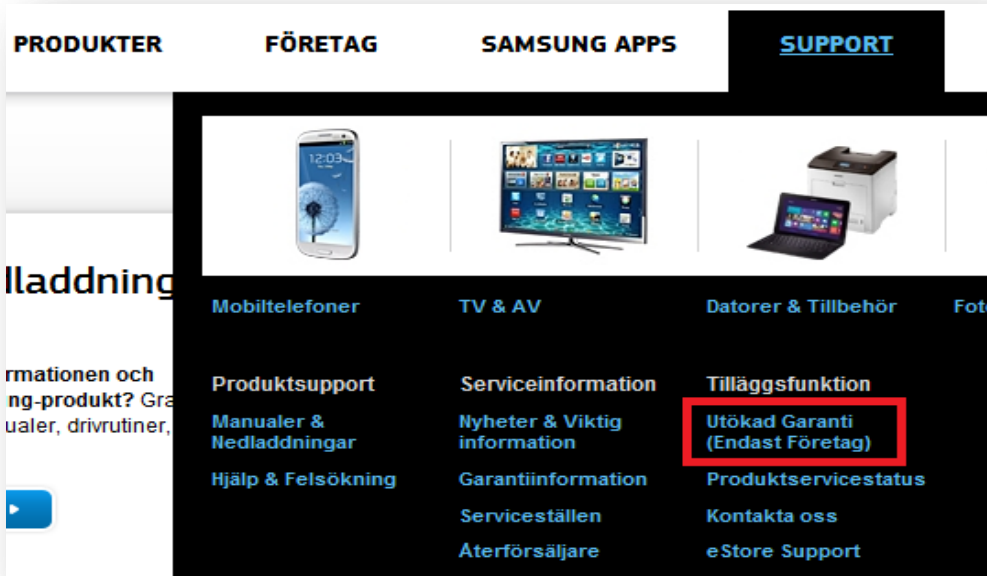 PRODUKTER FÖRETAG SAMSUNG APPS SUPPORT
12:03
lladdning
Mobiltelefoner TV & AV Datorer & Tillbehör Fot
rmationen och
ng-produkt? Gra
ualer, drivrutiner,
Produktsupport
Manualer &
Nedladdningar
Hjälp & Felsökning
Serviceinformation
Nyheter & Viktig
information
Garantiinformation
Serviceställen
Återförsäljare
Tilläggsfunktion
Utökad Garanti
(Endast Företag)
Produktservicestatus
Kontakta oss
eStore Support